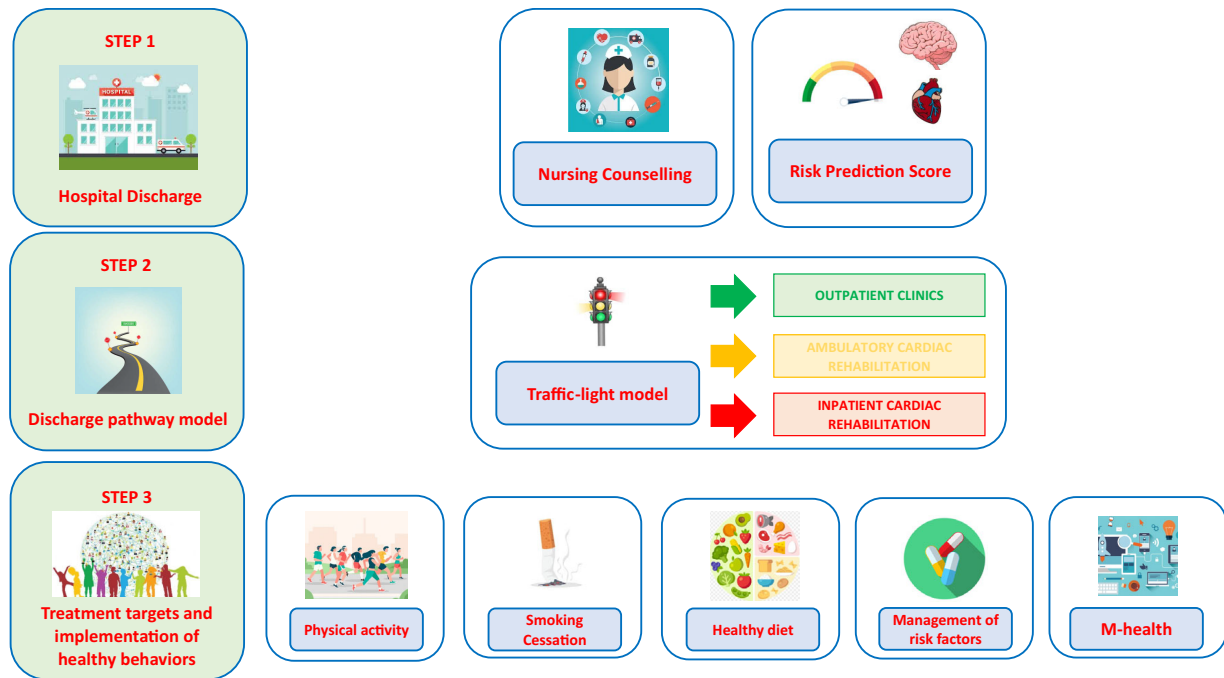 STEP 1
HOSPITAL
Hospital Discharge
Nursing Counselling
Risk Prediction Score
STEP 2
Discharge pathway model
Traffic-light model
OUTPATIENT CLINICS
AMBULATORY CARDIAC
REHABILITATION
INPATIENT CARDIAC
REHABILITATION
STEP 3
Treatment targets and
implementation of
healthy behaviors
Physical activity
Smoking
Cessation
Healthy diet
Management of
risk factors
M-health